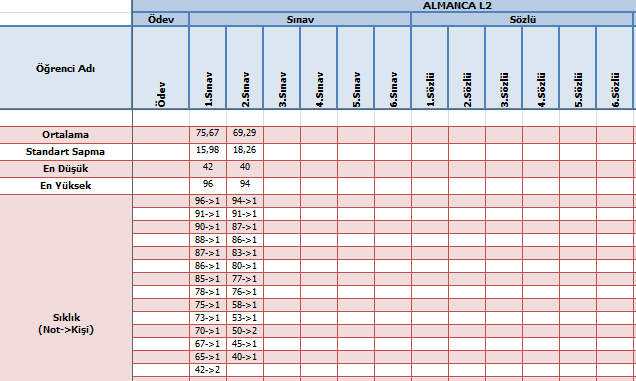 ALMANCA L2
Ödev Sınav Sözlü
Öğrenci Adı Ödev 1.Sınav 2.Sınav 3.Sınav 4.Sınav 5.Sınav 6.Sınav 1.Sözlü 2.Sözlü 3.Sözlü 4.Sözlü 5.Sözlü 6.Sözlü
Ortalama 75,67 69,29
Standart Sapma 15,98 18,26
En Düşük 42 40
En Yüksek 96 94
Sıklık
(Not->Kişi)
96->1 94->1
91->1 91->1
90->1 87->1
88->1 86->1
87->1 83->1
86->1 80->1
85->1 77->1
78->1 76->1
75->1 58->1
73->1 53->1
70->1 50->2
67->1 45->1
65->1 40->1
42->2